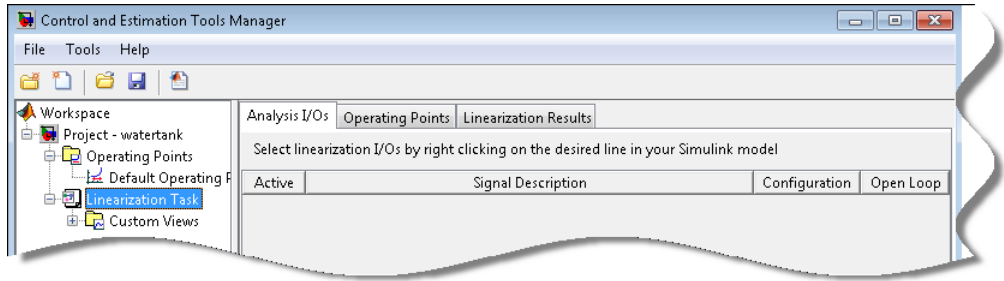 Control and Estimation Tools Manager
File Tools Help
Workspace
Project - watertank
Operating Points
Default Operating P
Linearization Task
Custom Views
Analysis I/Os Operating Points Linearization Results
Select linearization I/Os by right clicking on the desired line in your Simulink model
Active Signal Description Configuration Open Loop